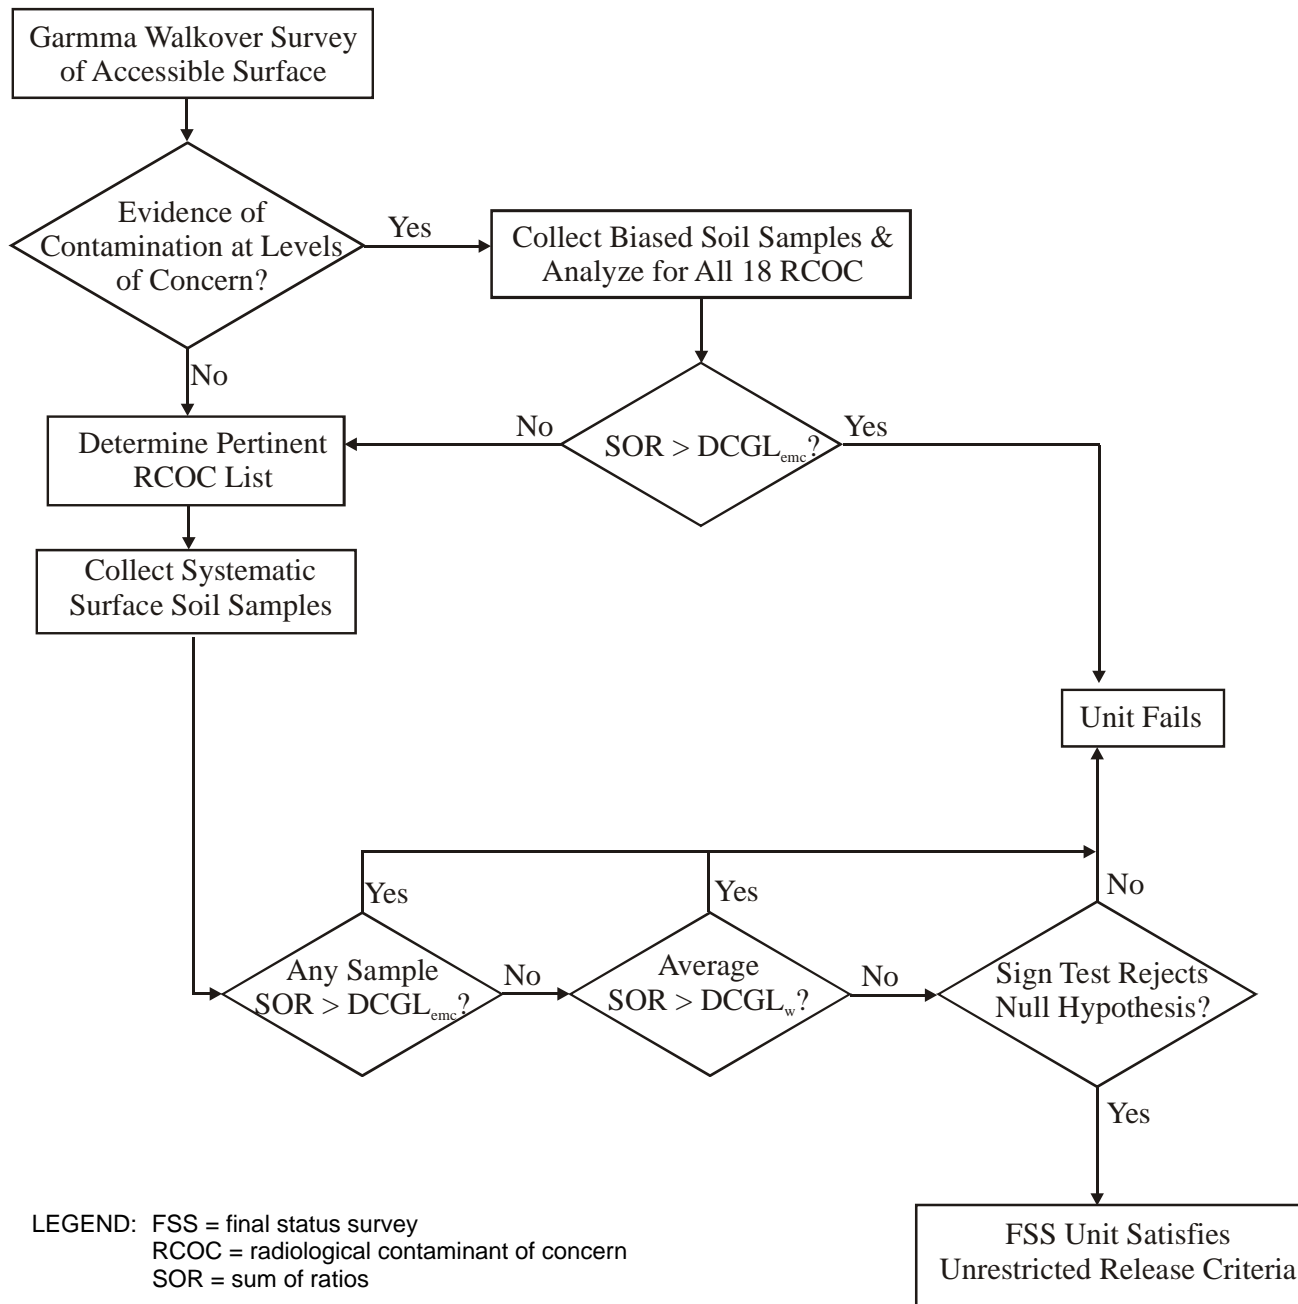 Garmma Walkover Survey
of Accessible Surface
Evidence of
Contamination at Levels
of Concern?
Yes
Collect Biased Soil Samples &
Analyze for All 18 RCOC
No
Determine Pertinent
RCOC List
No
SOR > DCGLemc?
Yes
Collect Systematic
Surface Soil Samples
Unit Fails
Yes
Yes
No
Any Sample
SOR > DCGLemc?
No
Average
SOR > DCGLw?
No
Sign Test Rejects
Null Hypothesis?
Yes
LEGEND: FSS = final status survey
RCOC = radiological contaminant of concern
SOR = sum of ratios
FSS Unit Satisfies
Unrestricted Release Criteria